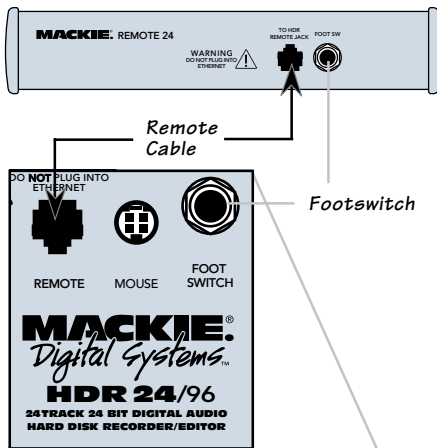 MACKIE. REMOTE 24
WARNING
DO NOT PLUG INTO
ETHERNET
TO HDR
REMOTE JACK
FOOT SW
Remote
Cable
DO NOT PLUG INTO
ETHERNET
Footswitch
REMOTE
MOUSE
FOOT
SWITCH
MACKIE.®
Digital Systems™
HDR 24/96
24TRACK 24 BIT DIGITAL AUDIO
HARD DISK RECORDER/EDITOR